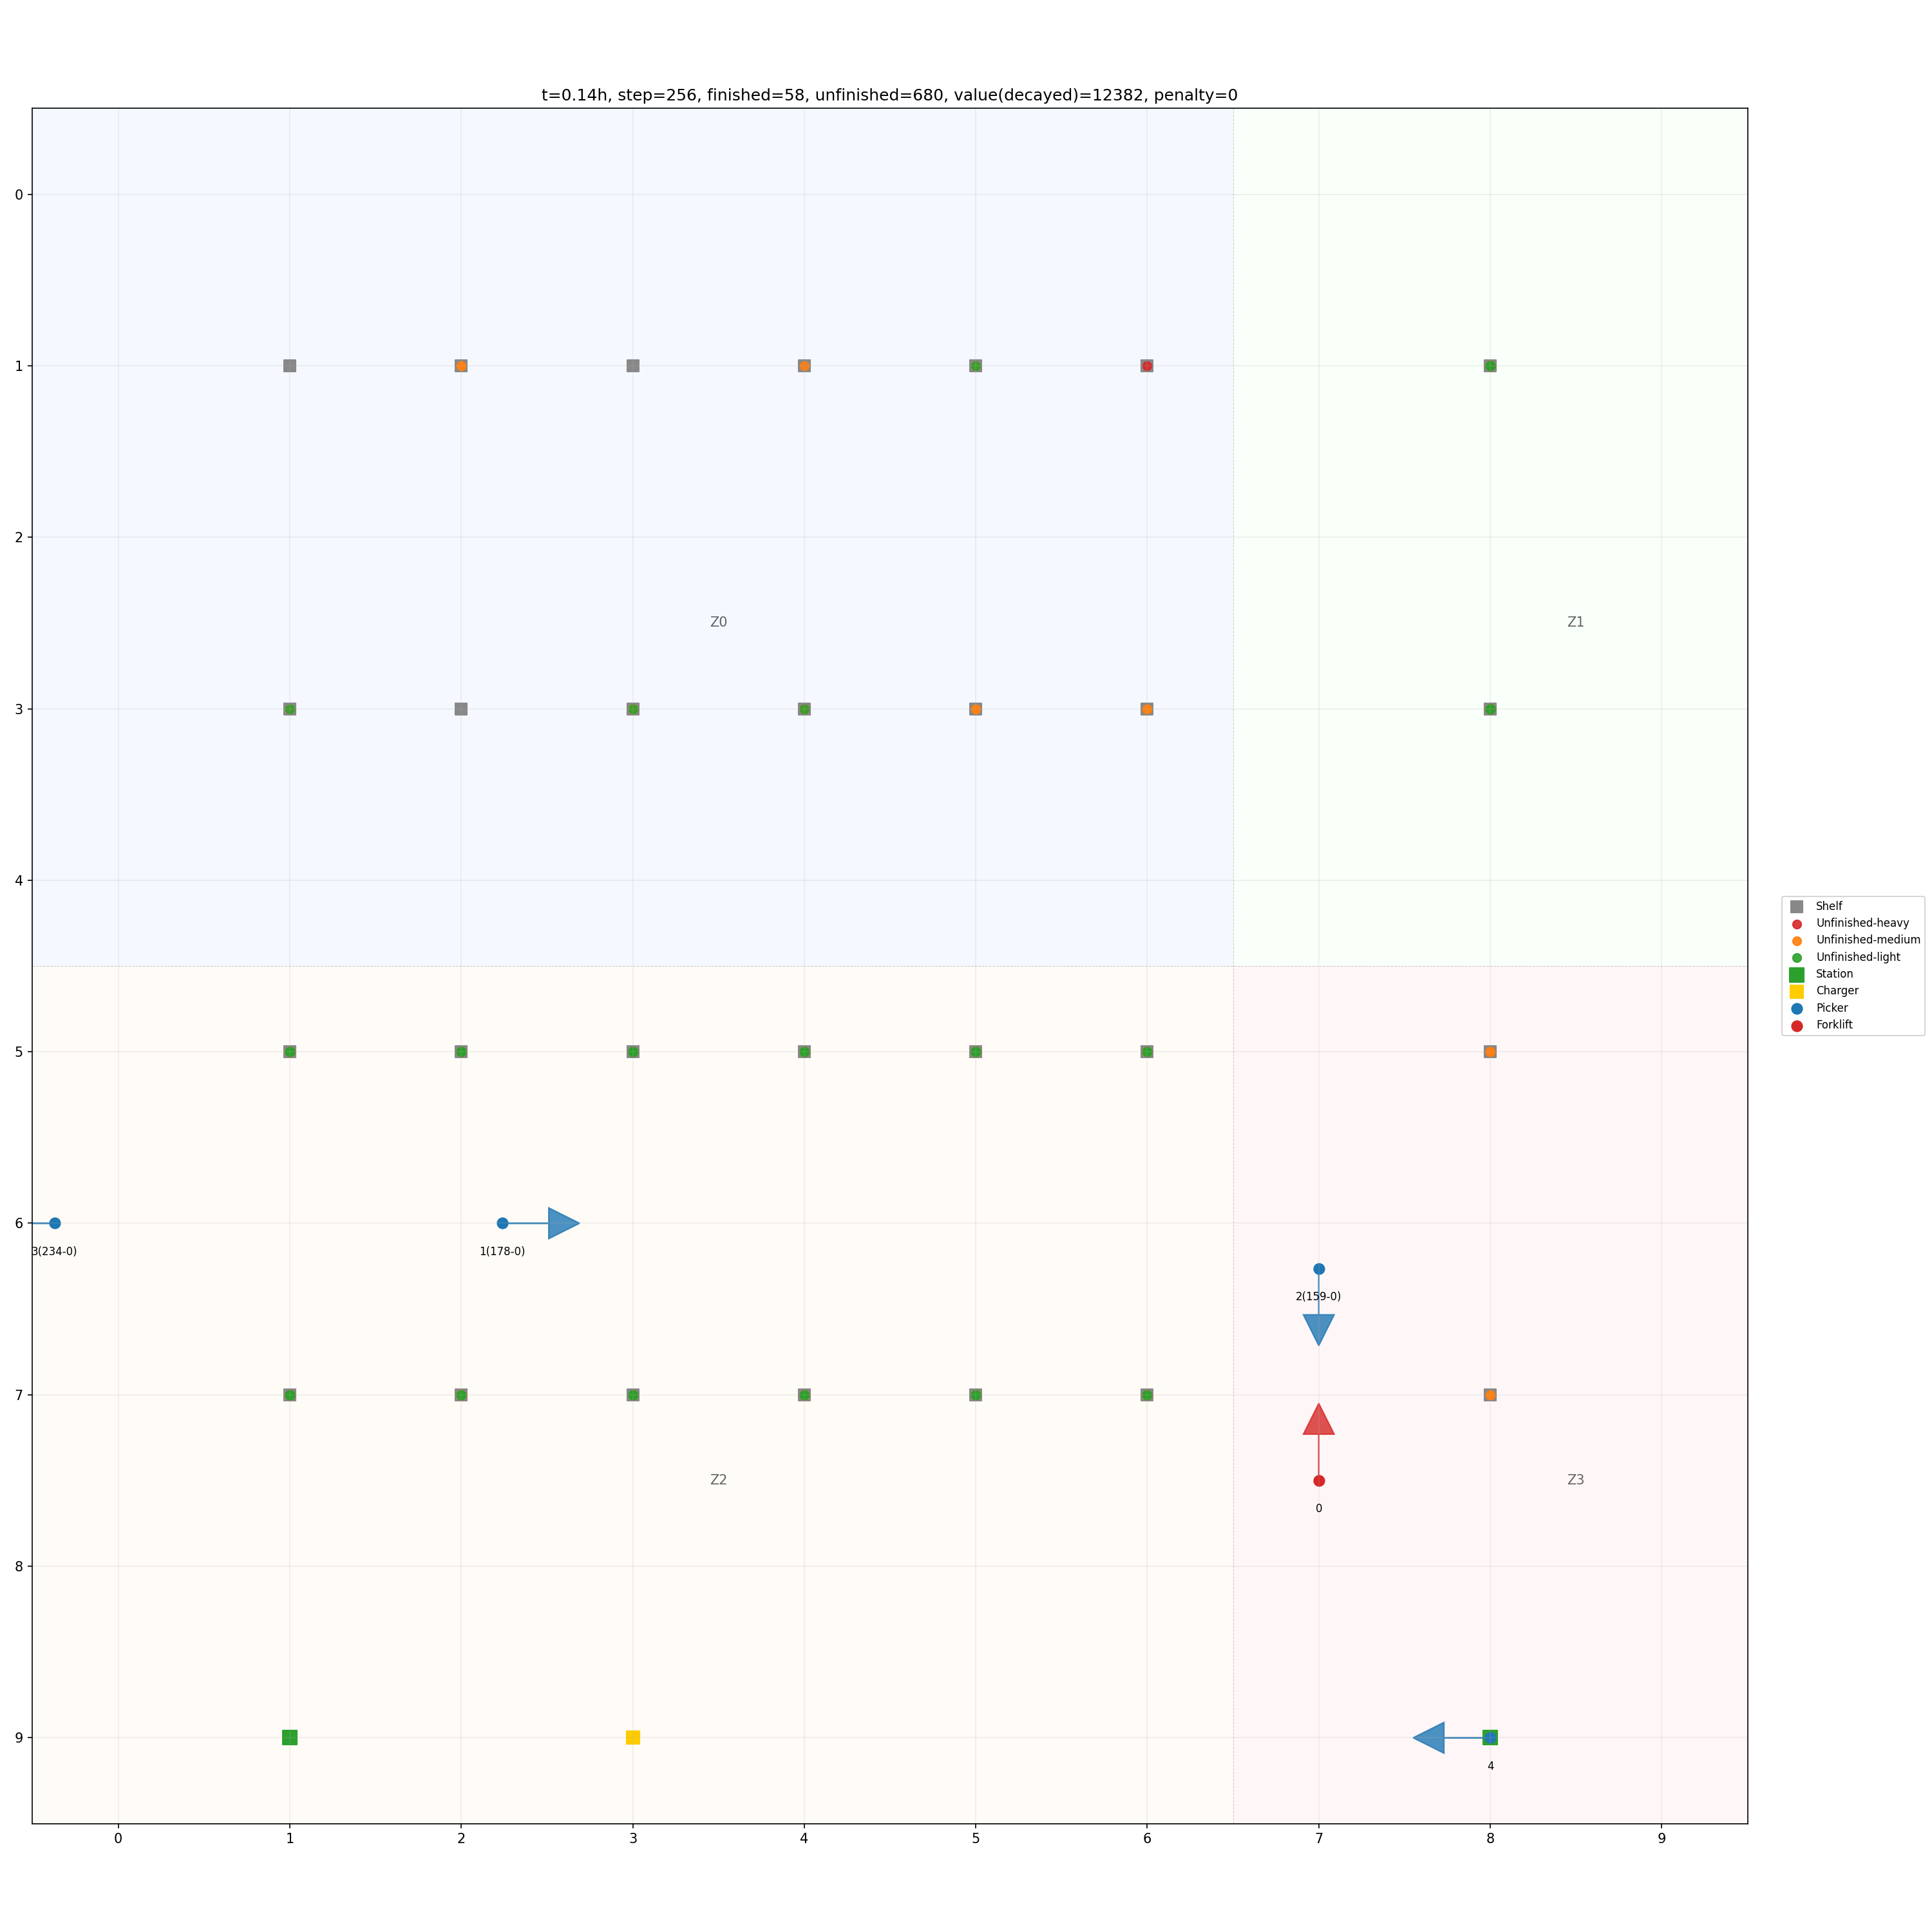 t=0.14h, step=256, finished=58, unfinished=680, value(decayed)=12382, penalty=0
0
1
2
Z0
Z1
3
4
Shelf
Unfinished-heavy
Unfinished-medium
Unfinished-light
Station
Charger
Picker
Forklift
5
6
3(234-0)
1(178-0)
2(159-0)
7
Z2
Z3
0
8
9
4
0
1
2
3
4
5
6
7
8
9